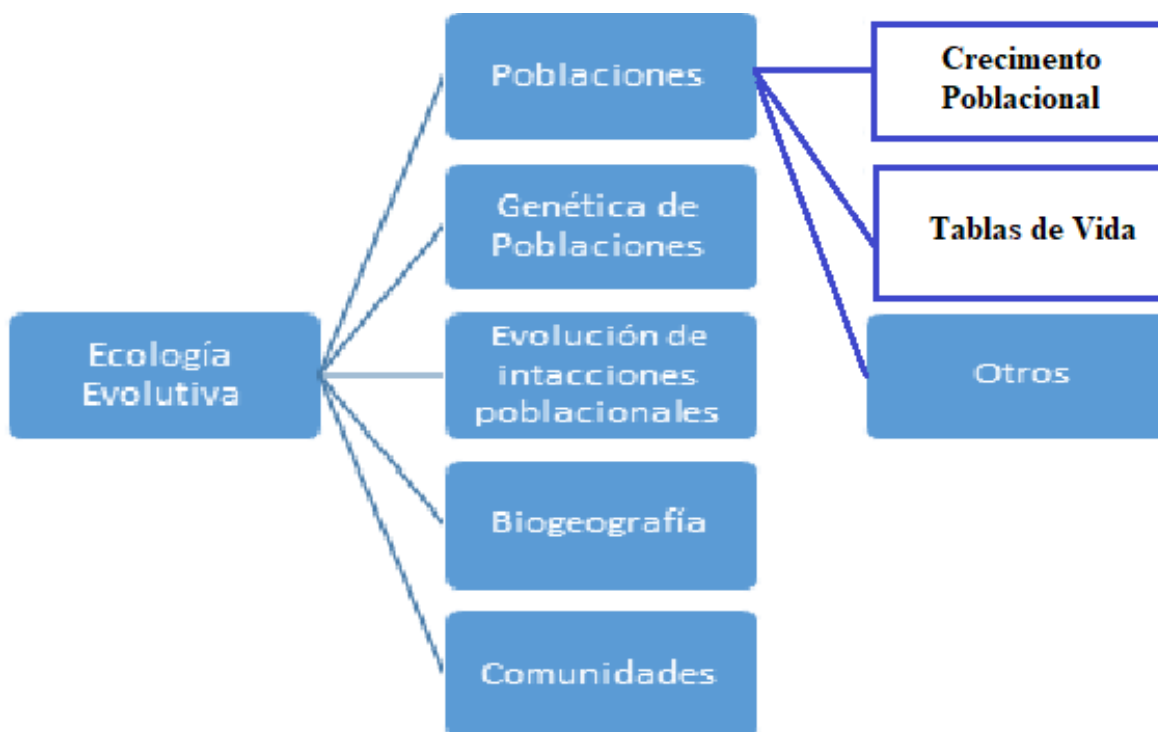 Poblaciones
Crecimento
Poblacional
Genética de
Poblaciones
Tablas de Vida
Ecología
Evolutiva
Evolución de
intacciones
poblacionales
Otros
Biogeografía
Comunidades